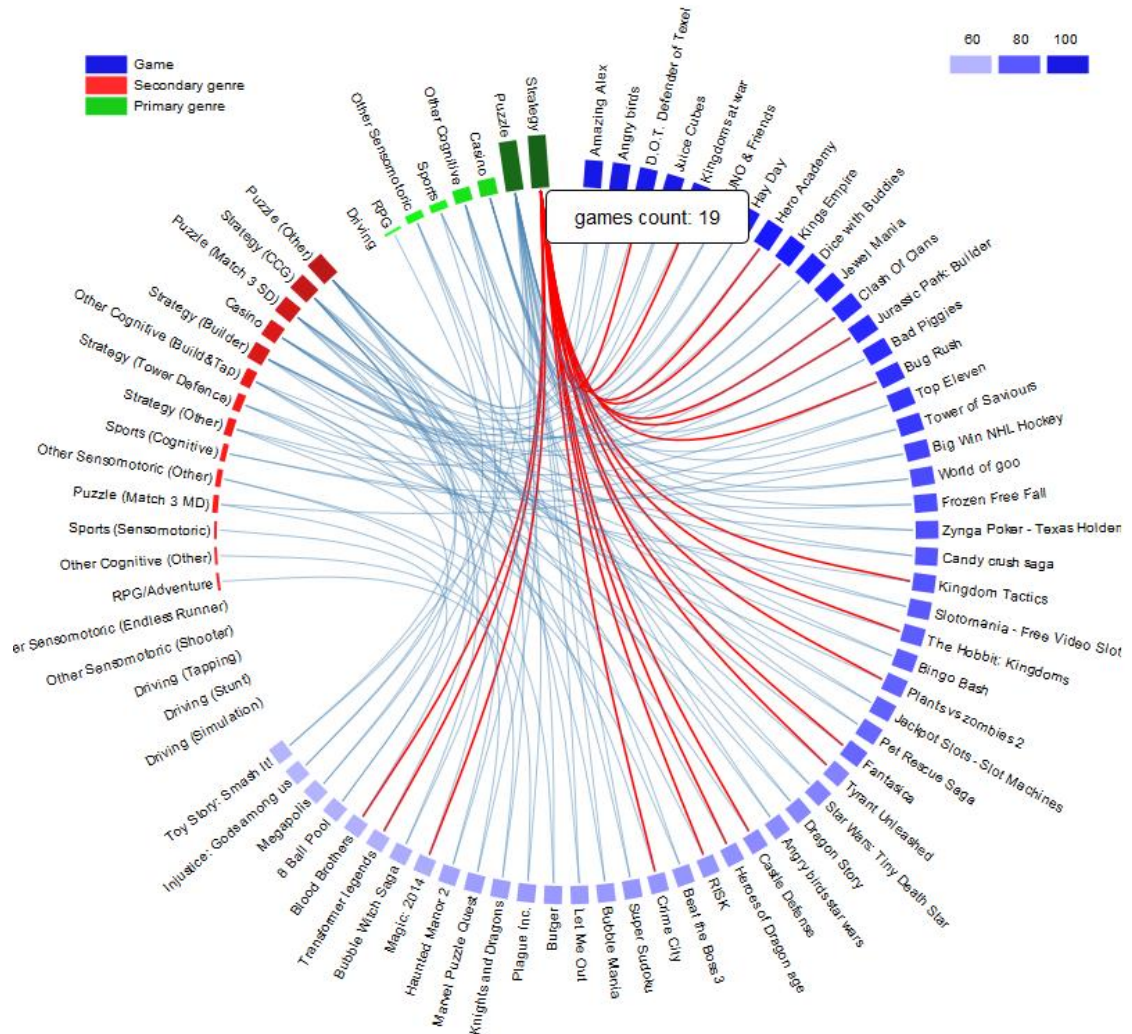 Game
Secondary genre
Primary genre
60 80 100
games count: 19
Driving
RPG
Other Sensomotoric
Sports
Other Cognitive
Casino
Puzzle
Strategy
Amazing Alex
Angry birds
D.O.T. Defender of Texel
Juice Cubes
Kingdoms at war
UNO & Friends
Hay Day
Hero Academy
Kings Empire
Dice with Buddies
Jewel Mania
Clash Of Clans
Jurassic Park: Builder
Bad Piggies
Bug Rush
Top Eleven
Tower of Saviours
Big Win NHL Hockey
World of goo
Frozen Free Fall
Zynga Poker - Texas Holdem
Candy crush saga
Kingdom Tactics
Slotomania - Free Video Slot
The Hobbit: Kingdoms
Bingo Bash
Plants vs zombies 2
Jackpot Slots - Slot Machines
Pet Rescue Saga
Fantasica
Tyrant Unleashed
Star Wars: Tiny Death Star
Dragon Story
Angry birds star wars
Castle Defense
Heroes of Dragon age
RISK
Beat the Boss 3
Crime City
Super Sudoku
Bubble Mania
Let Me Out
Burger
Plague Inc.
Knights and Dragons
Marvel Puzzle Quest
Haunted Manor 2
Magic: 2014
Bubble Witch Saga
Transformer legends
Blood Brothers
8 Ball Pool
Megapolis
Injustice: Gods among us
Toy Story: Smash It!
Driving (Simulation)
Driving (Stunt)
Driving (Tapping)
Other Sensomotoric (Shooter)
er Sensomotoric (Endless Runner)
RPG/Adventure
Other Cognitive (Other)
Sports (Sensomotoric)
Puzzle (Match 3 MD)
Other Sensomotoric (Other)
Sports (Cognitive)
Strategy (Other)
Strategy (Tower Defence)
Other Cognitive (Build&Tap)
Strategy (Builder)
Casino
Puzzle (Match 3 SD)
Strategy (CCG)
Puzzle (Other)